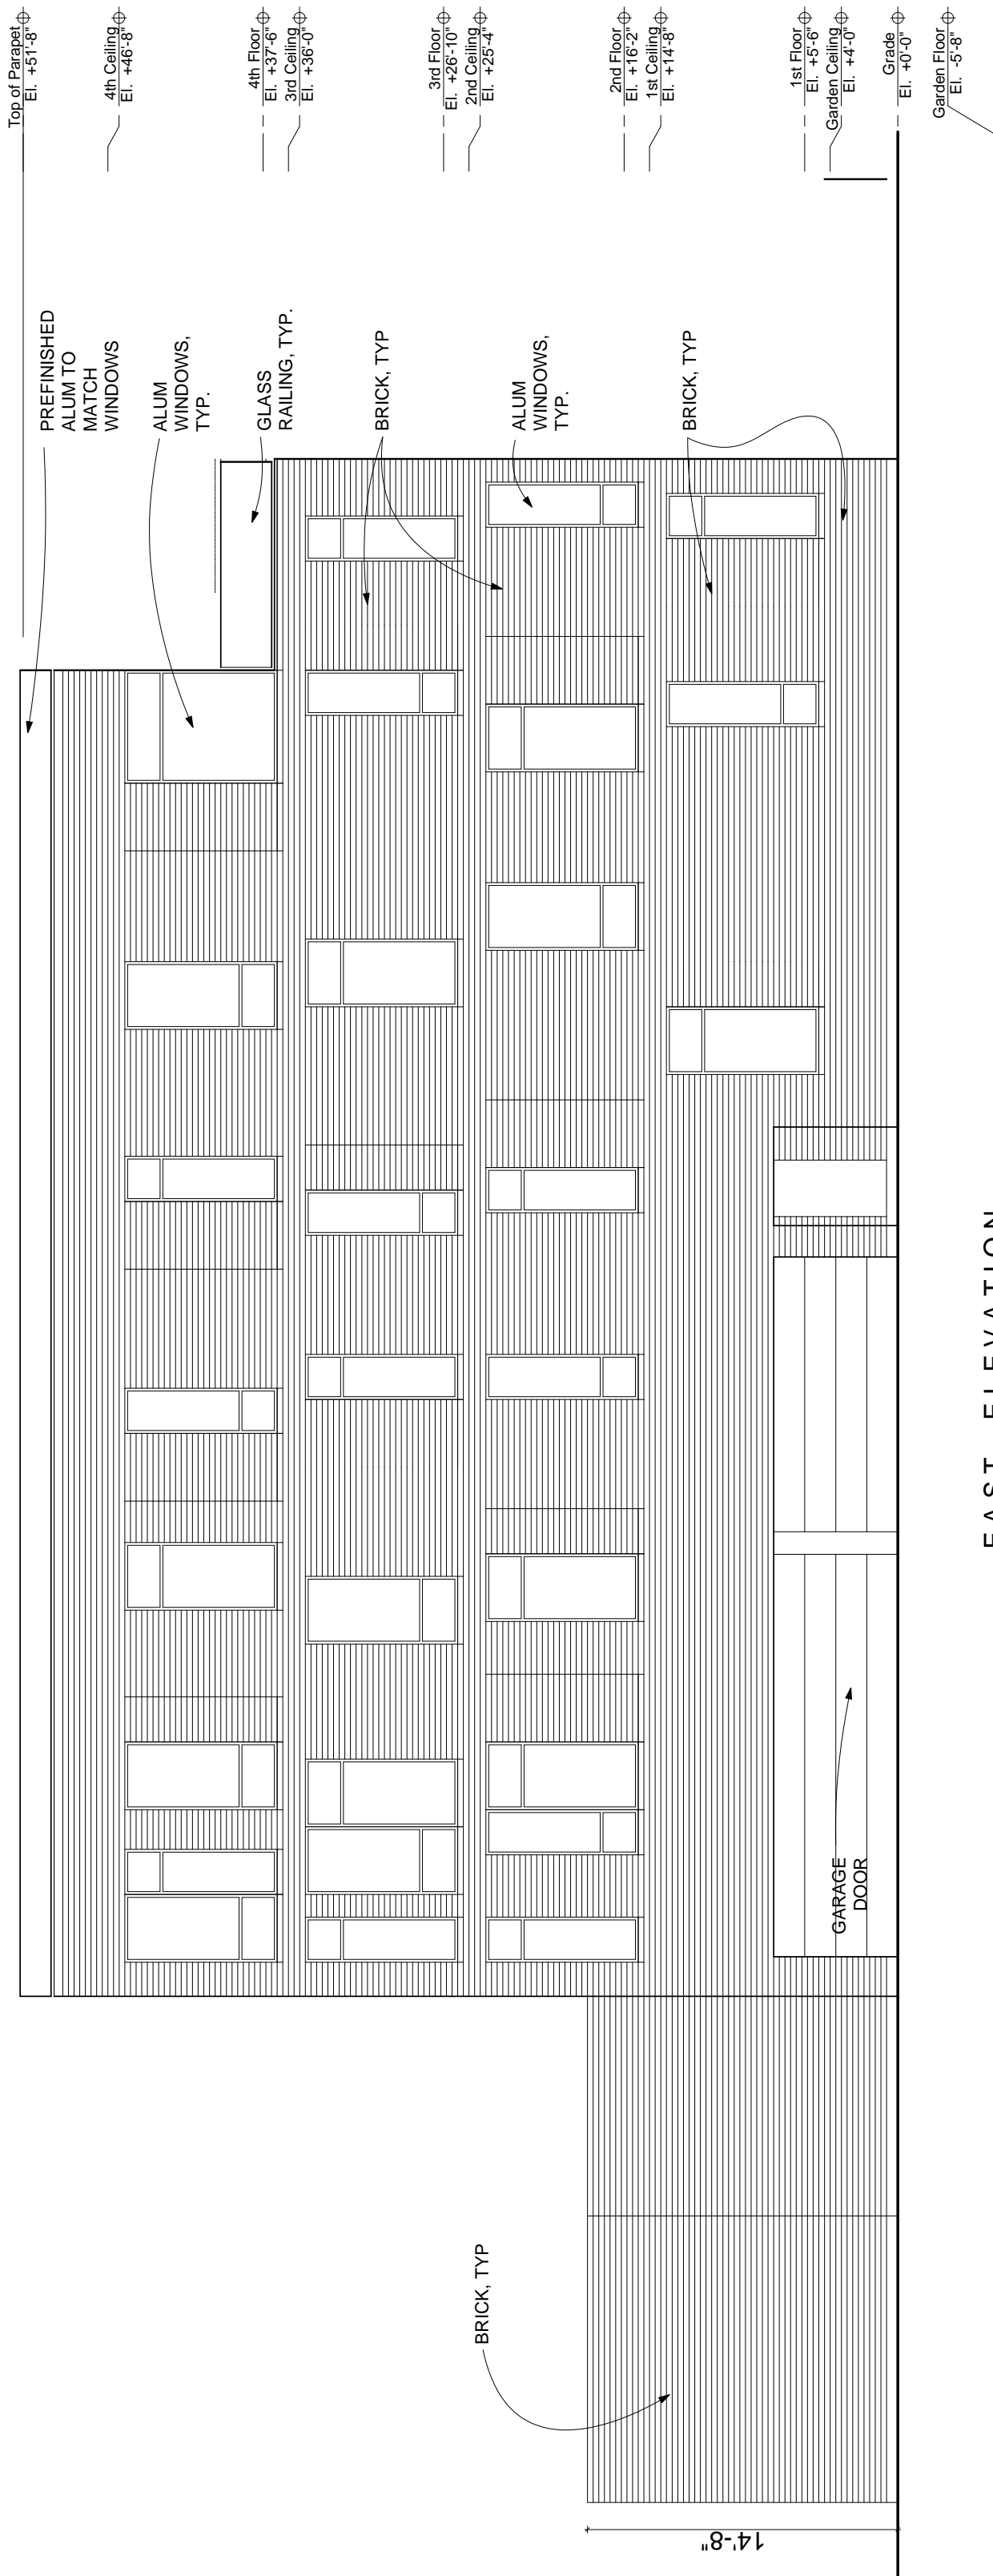 Top of Parapet
El. +51'-8"
4th Ceiling
El. +46'-8"
4th Floor
El. +37'-6"
3rd Ceiling
El. +36'-0"
3rd Floor
El. +26'-10"
2nd Ceiling
El. +25'-4"
2nd Floor
El. +16'-2"
1st Ceiling
El. +14'-8"
1st Floor
El. +5'-6"
Garden Ceiling
El. +4'-0"
Grade
El. +0'-0"
Garden Floor
El. -5'-8"
PREFINISHED
ALUM TO
MATCH
WINDOWS
ALUM
WINDOWS,
TYP.
GLASS
RAILING, TYP.
BRICK, TYP
ALUM
WINDOWS,
TYP.
BRICK, TYP
GARAGE
DOOR
BRICK, TYP
14'-8"
EAST ELEVATION